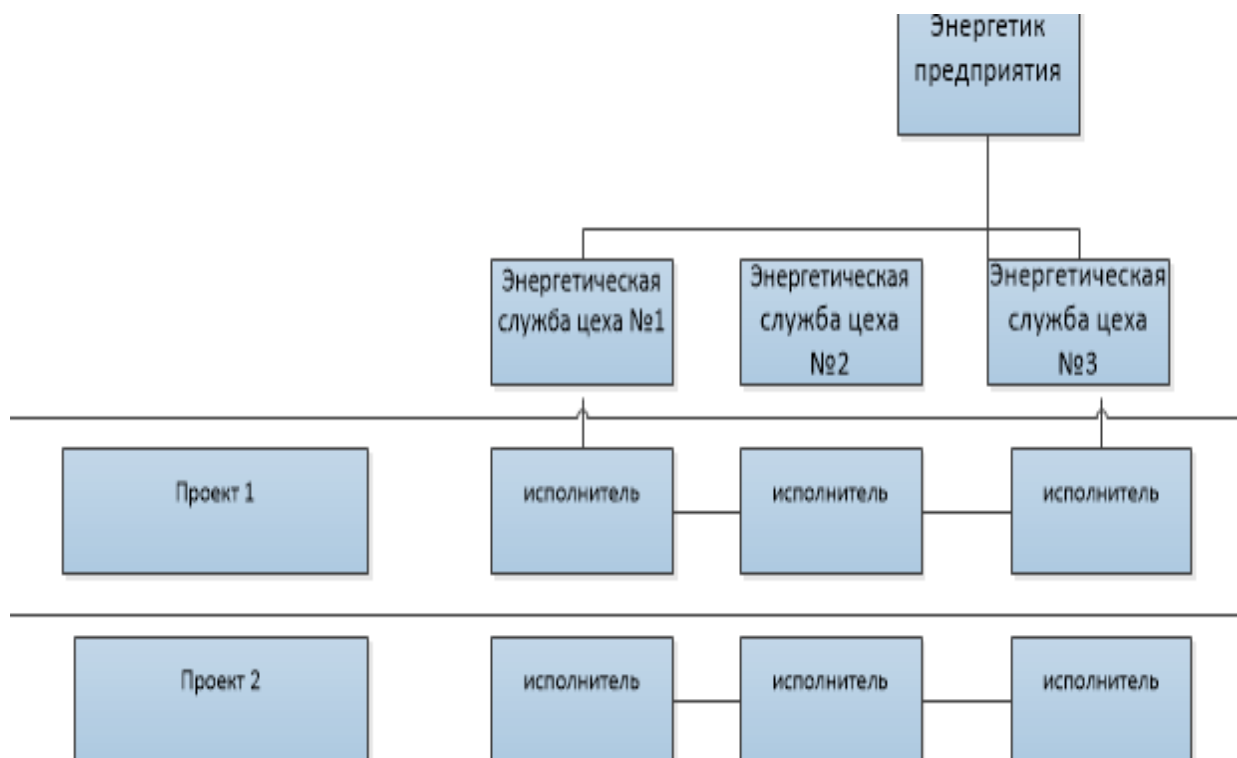 Энергетик
предприятия
Энергетическая
служба цеха №1
Энергетическая
служба цеха
№2
Энергетическая
служба цеха
№3
Проект 1
исполнитель
исполнитель
исполнитель
Проект 2
исполнитель
исполнитель
исполнитель